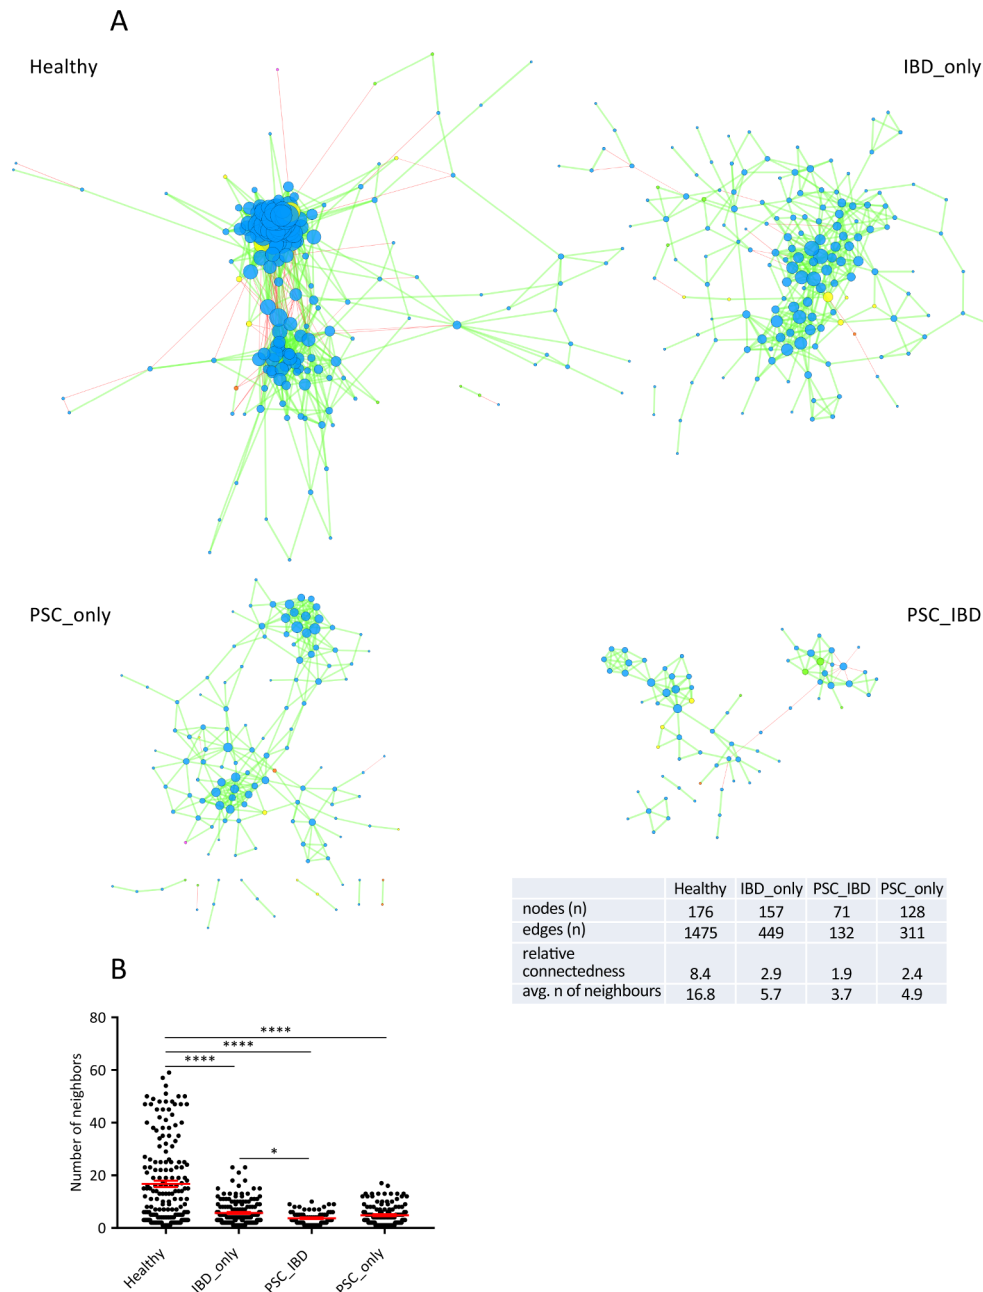 A
Healthy
IBD_only
PSC_only
PSC_IBD
Healthy IBD_only PSC_IBD PSC_only
nodes (n) 176 157 71 128
edges (n) 1475 449 132 311
relative
connectedness 8.4 2.9 1.9 2.4
avg. n of neighbours 16.8 5.7 3.7 4.9
B
Number of neighbors
80
60
40
20
0
****
****
****
*
Healthy
IBD_only
PSC_IBD
PSC_only